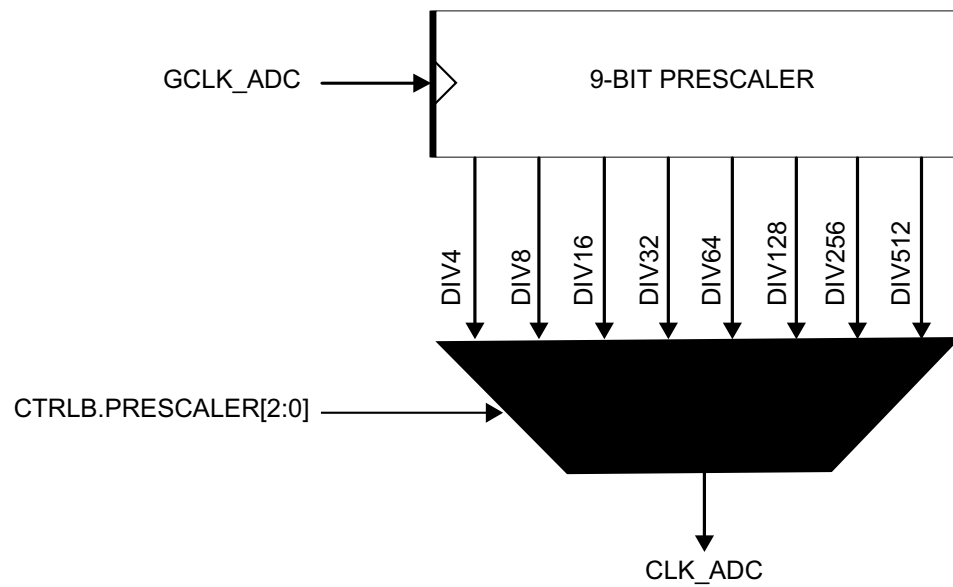 GCLK_ADC
9-BIT PRESCALER
DIV4
DIV8
DIV16
DIV32
DIV64
DIV128
DIV256
DIV512
CTRLB.PRESCALER[2:0]
CLK_ADC